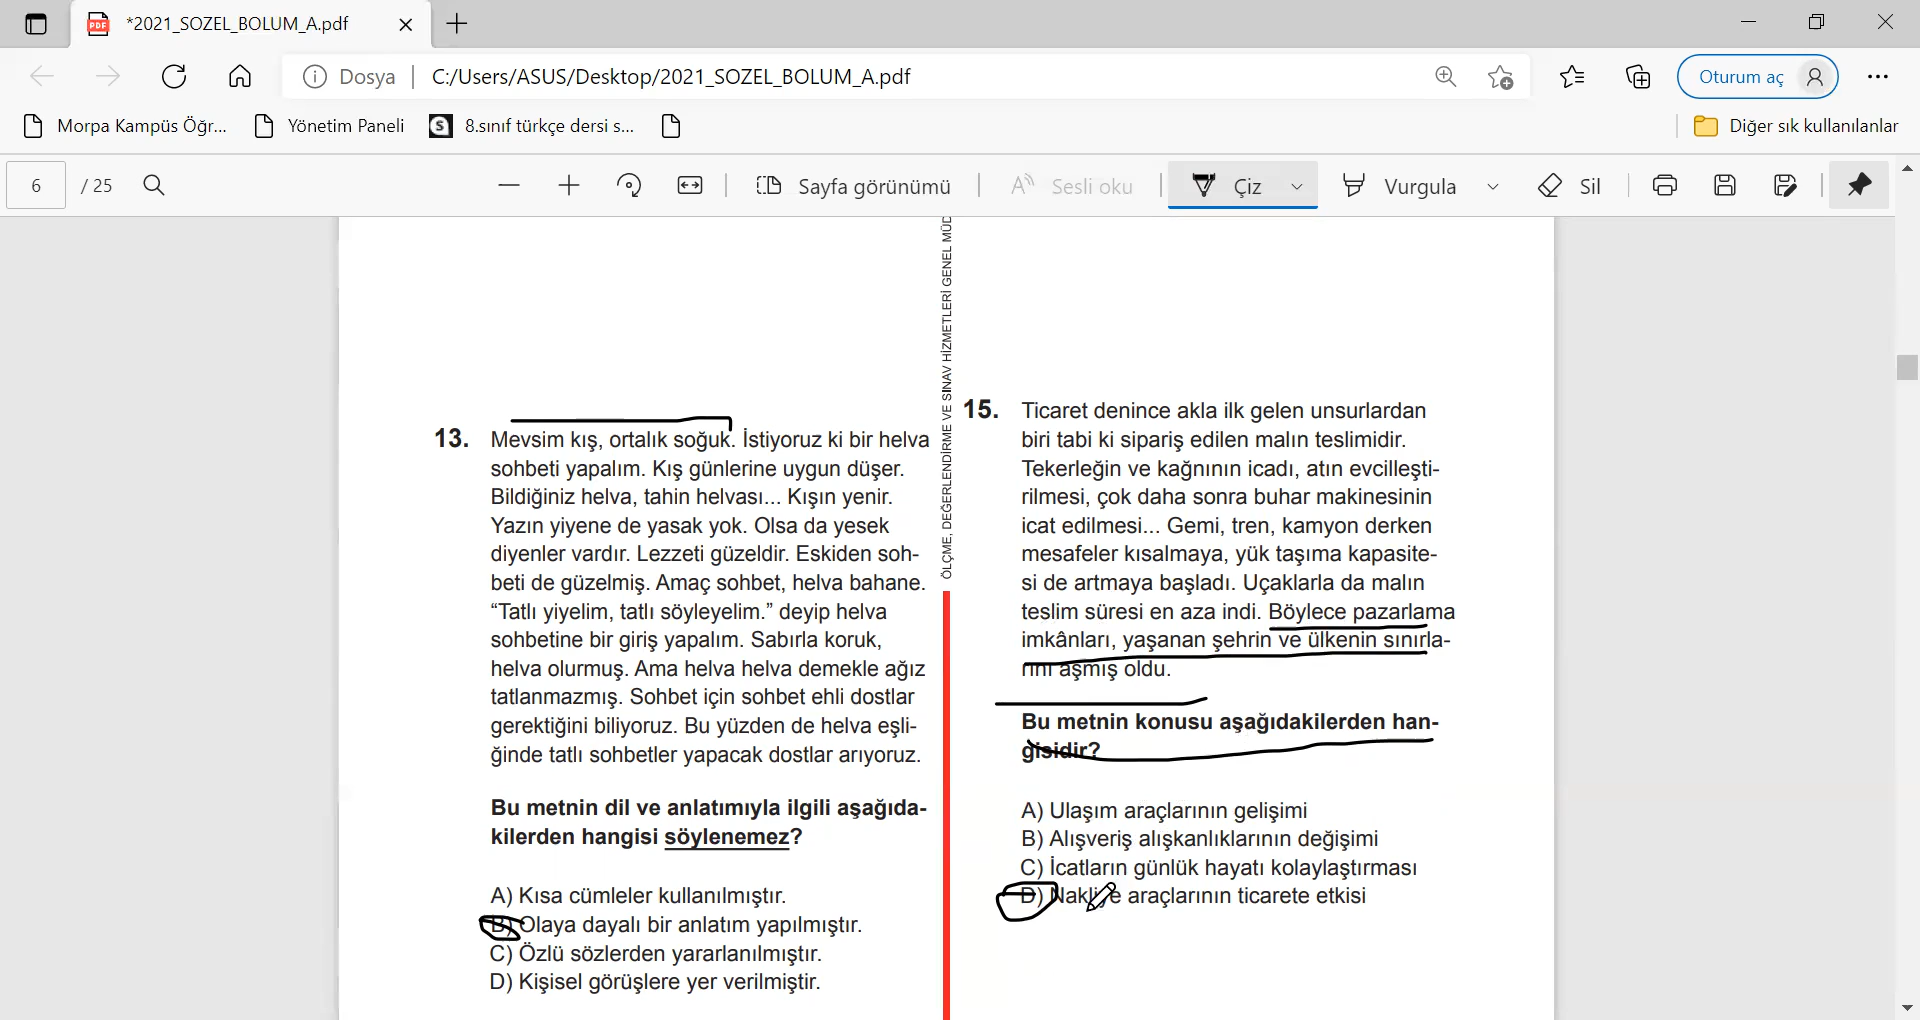 *2021_SOZEL_BOLUM_A.pdf
Dosya
C:/Users/ASUS/Desktop/2021_SOZEL_BOLUM_A.pdf
Oturum aç
Morpa Kampüs Öğr...
Yönetim Paneli
8.sınıf türkçe dersi s...
Diğer sık kullanılanlar
6 / 25
Sayfa görünümü
Sesli oku
Çiz
Vurgula
Sil
ÖLÇME, DEĞERLENDİRME VE SINAV HİZMETLERİ GENEL MÜD
13. Mevsim kış, ortalık soğuk. İstiyoruz ki bir helva
sohbeti yapalım. Kış günlerine uygun düşer.
Bildiğiniz helva, tahin helvası... Kışın yenir.
Yazın yiyene de yasak yok. Olsa da yesek
diyenler vardır. Lezzeti güzeldir. Eskiden soh-
beti de güzelmiş. Amaç sohbet, helva bahane.
“Tatlı yiyelim, tatlı söyleyelim.” deyip helva
sohbetine bir giriş yapalım. Sabırla koruk,
helva olurmuş. Ama helva helva demekle ağız
tatlanmazmış. Sohbet için sohbet ehli dostlar
gerektiğini biliyoruz. Bu yüzden de helva eşli-
ğinde tatlı sohbetler yapacak dostlar arıyoruz.
Bu metnin dil ve anlatımıyla ilgili aşağıda-
kilerden hangisi söylenemez?
A) Kısa cümleler kullanılmıştır.
B) Olaya dayalı bir anlatım yapılmıştır.
C) Özlü sözlerden yararlanılmıştır.
D) Kişisel görüşlere yer verilmiştir.
15. Ticaret denince akla ilk gelen unsurlardan
biri tabi ki sipariş edilen malın teslimidir.
Tekerleğin ve kağnının icadı, atın evcilleşti-
rilmesi, çok daha sonra buhar makinesinin
icat edilmesi... Gemi, tren, kamyon derken
mesafeler kısalmaya, yük taşıma kapasite-
si de artmaya başladı. Uçaklarla da malın
teslim süresi en aza indi. Böylece pazarlama
imkânları, yaşanan şehrin ve ülkenin sınırla-
rını aşmış oldu.
Bu metnin konusu aşağıdakilerden han-
gisidir?
A) Ulaşım araçlarının gelişimi
B) Alışveriş alışkanlıklarının değişimi
C) İcatların günlük hayatı kolaylaştırması
D) Nakliye araçlarının ticarete etkisi